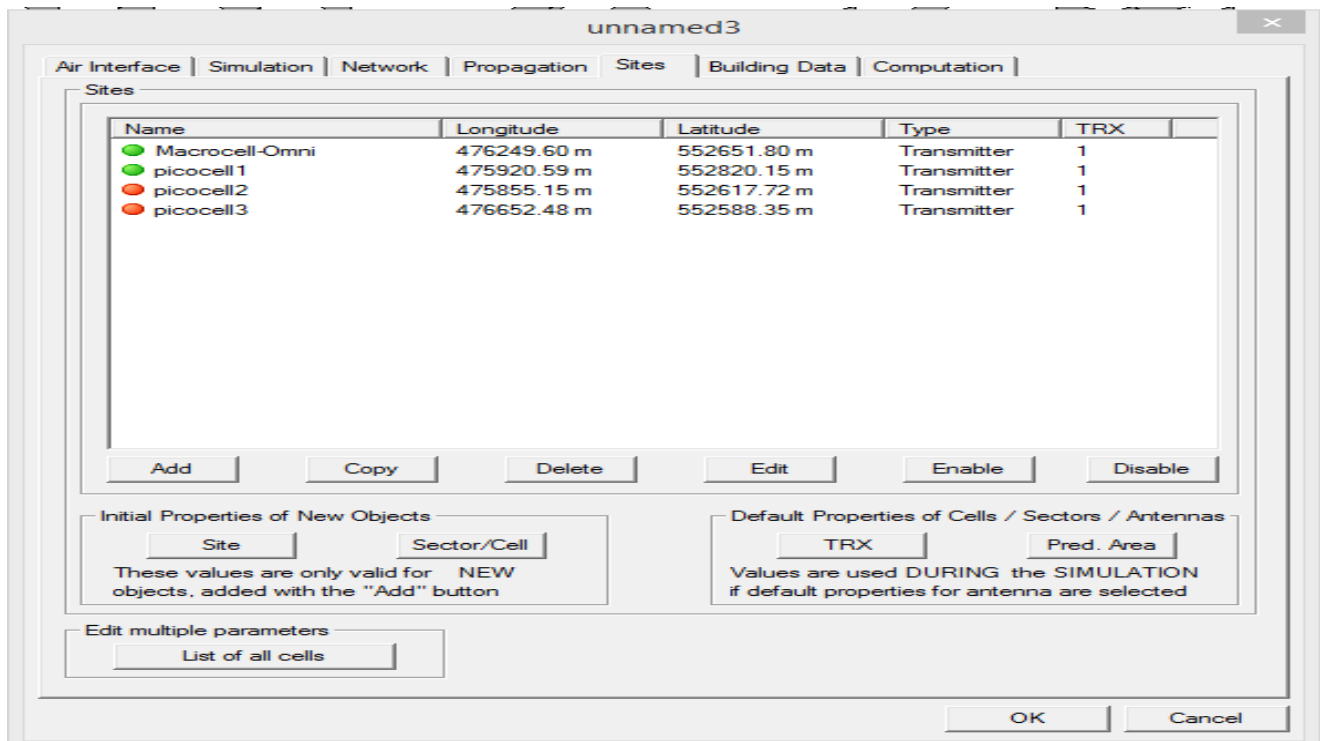 unnamed3
Air Interface Simulation Network Propagation Sites Building Data Computation
Sites
Name Longitude Latitude Type TRX
Macrocell-Omni 476249.60 m 552651.80 m Transmitter 1
picocell1 475920.59 m 552820.15 m Transmitter 1
picocell2 475855.15 m 552617.72 m Transmitter 1
picocell3 476652.48 m 552588.35 m Transmitter 1
Add Copy Delete Edit Enable Disable
Initial Properties of New Objects
Site Sector/Cell
These values are only valid for NEW
objects, added with the "Add" button
Default Properties of Cells / Sectors / Antennas
TRX Pred. Area
Values are used DURING the SIMULATION
if default properties for antenna are selected
Edit multiple parameters
List of all cells
OK Cancel